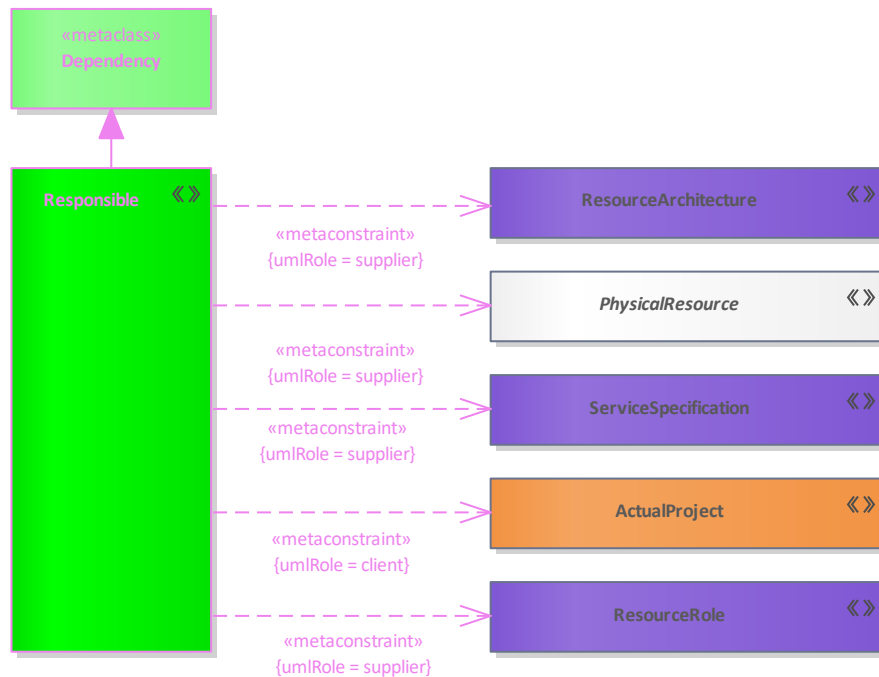 «metaclass»
Dependency
Responsible
«metaconstraint»
{umlRole = supplier}
ResourceArchitecture
«metaconstraint»
{umlRole = supplier}
PhysicalResource
«metaconstraint»
{umlRole = supplier}
ServiceSpecification
«metaconstraint»
{umlRole = client}
ActualProject
«metaconstraint»
{umlRole = supplier}
ResourceRole